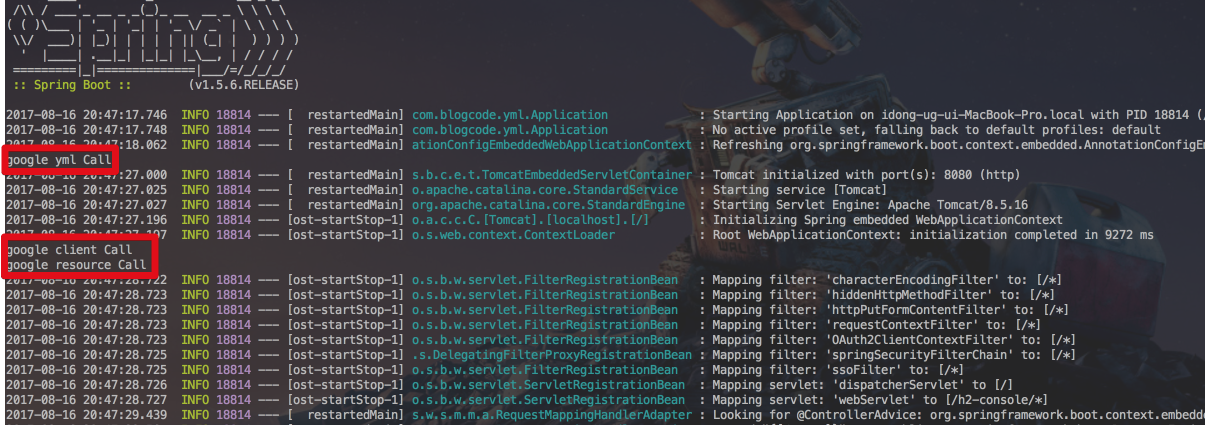 :: Spring Boot :: (v1.5.6.RELEASE)
2017-08-16 20:47:17.746 INFO 18814 --- [ restartedMain] com.blogcode.yml.Application : Starting Application on idong-ug-ui-MacBook-Pro.local with PID 18814 (/
2017-08-16 20:47:17.748 INFO 18814 --- [ restartedMain] com.blogcode.yml.Application : No active profile set, falling back to default profiles: default
2017-08-16 20:47:18.062 INFO 18814 --- [ restartedMain] ationConfigEmbeddedWebApplicationContext : Refreshing org.springframework.boot.context.embedded.AnnotationConfigEm
google yml Call
2017-08-16 20:47:27.000 INFO 18814 --- [ restartedMain] s.b.c.e.t.TomcatEmbeddedServletContainer : Tomcat initialized with port(s): 8080 (http)
2017-08-16 20:47:27.025 INFO 18814 --- [ restartedMain] o.apache.catalina.core.StandardService : Starting service [Tomcat]
2017-08-16 20:47:27.027 INFO 18814 --- [ restartedMain] org.apache.catalina.core.StandardEngine : Starting Servlet Engine: Apache Tomcat/8.5.16
2017-08-16 20:47:27.196 INFO 18814 --- [ost-startStop-1] o.a.c.c.C.[Tomcat].[localhost].[/] : Initializing Spring embedded WebApplicationContext
2017-08-16 20:47:27.197 INFO 18814 --- [ost-startStop-1] o.s.web.context.ContextLoader : Root WebApplicationContext: initialization completed in 9272 ms
google client Call
google resource Call
2017-08-16 20:47:28.722 INFO 18814 --- [ost-startStop-1] o.s.b.w.servlet.FilterRegistrationBean : Mapping filter: 'characterEncodingFilter' to: [/*]
2017-08-16 20:47:28.723 INFO 18814 --- [ost-startStop-1] o.s.b.w.servlet.FilterRegistrationBean : Mapping filter: 'hiddenHttpMethodFilter' to: [/*]
2017-08-16 20:47:28.723 INFO 18814 --- [ost-startStop-1] o.s.b.w.servlet.FilterRegistrationBean : Mapping filter: 'httpPutFormContentFilter' to: [/*]
2017-08-16 20:47:28.723 INFO 18814 --- [ost-startStop-1] o.s.b.w.servlet.FilterRegistrationBean : Mapping filter: 'requestContextFilter' to: [/*]
2017-08-16 20:47:28.723 INFO 18814 --- [ost-startStop-1] o.s.b.w.servlet.FilterRegistrationBean : Mapping filter: 'OAuth2ClientContextFilter' to: [/*]
2017-08-16 20:47:28.725 INFO 18814 --- [ost-startStop-1] .s.DelegatingFilterProxyRegistrationBean : Mapping filter: 'springSecurityFilterChain' to: [/*]
2017-08-16 20:47:28.725 INFO 18814 --- [ost-startStop-1] o.s.b.w.servlet.FilterRegistrationBean : Mapping filter: 'ssoFilter' to: [/*]
2017-08-16 20:47:28.726 INFO 18814 --- [ost-startStop-1] o.s.b.w.servlet.ServletRegistrationBean : Mapping servlet: 'dispatcherServlet' to [/]
2017-08-16 20:47:28.727 INFO 18814 --- [ost-startStop-1] o.s.b.w.servlet.ServletRegistrationBean : Mapping servlet: 'webServlet' to [/h2-console/*]
2017-08-16 20:47:29.439 INFO 18814 --- [ restartedMain] s.w.s.m.m.a.RequestMappingHandlerAdapter : Looking for @ControllerAdvice: org.springframework.boot.context.embedde